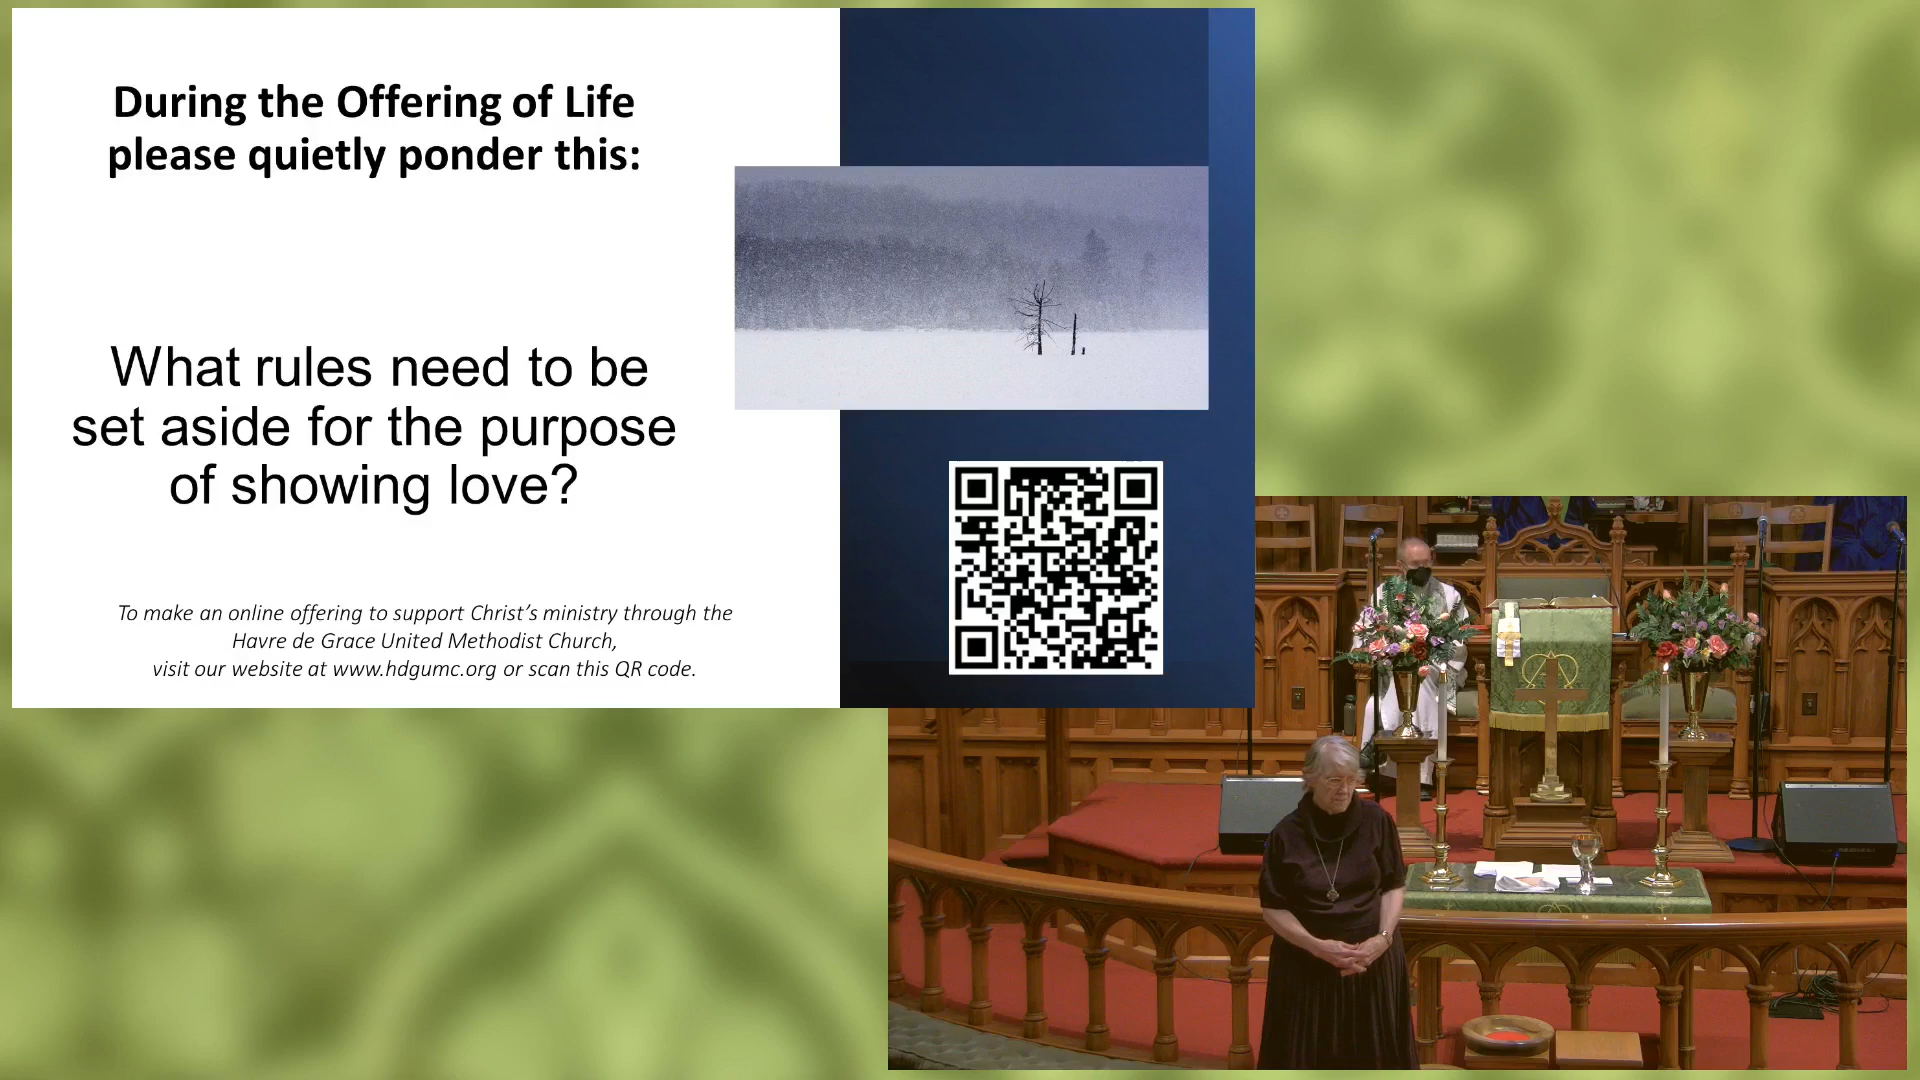 During the Offering of Life
please quietly ponder this:
What rules need to be
set aside for the purpose
of showing love?
To make an online offering to support Christ’s ministry through the
Havre de Grace United Methodist Church,
visit our website at www.hdgumc.org or scan this QR code.